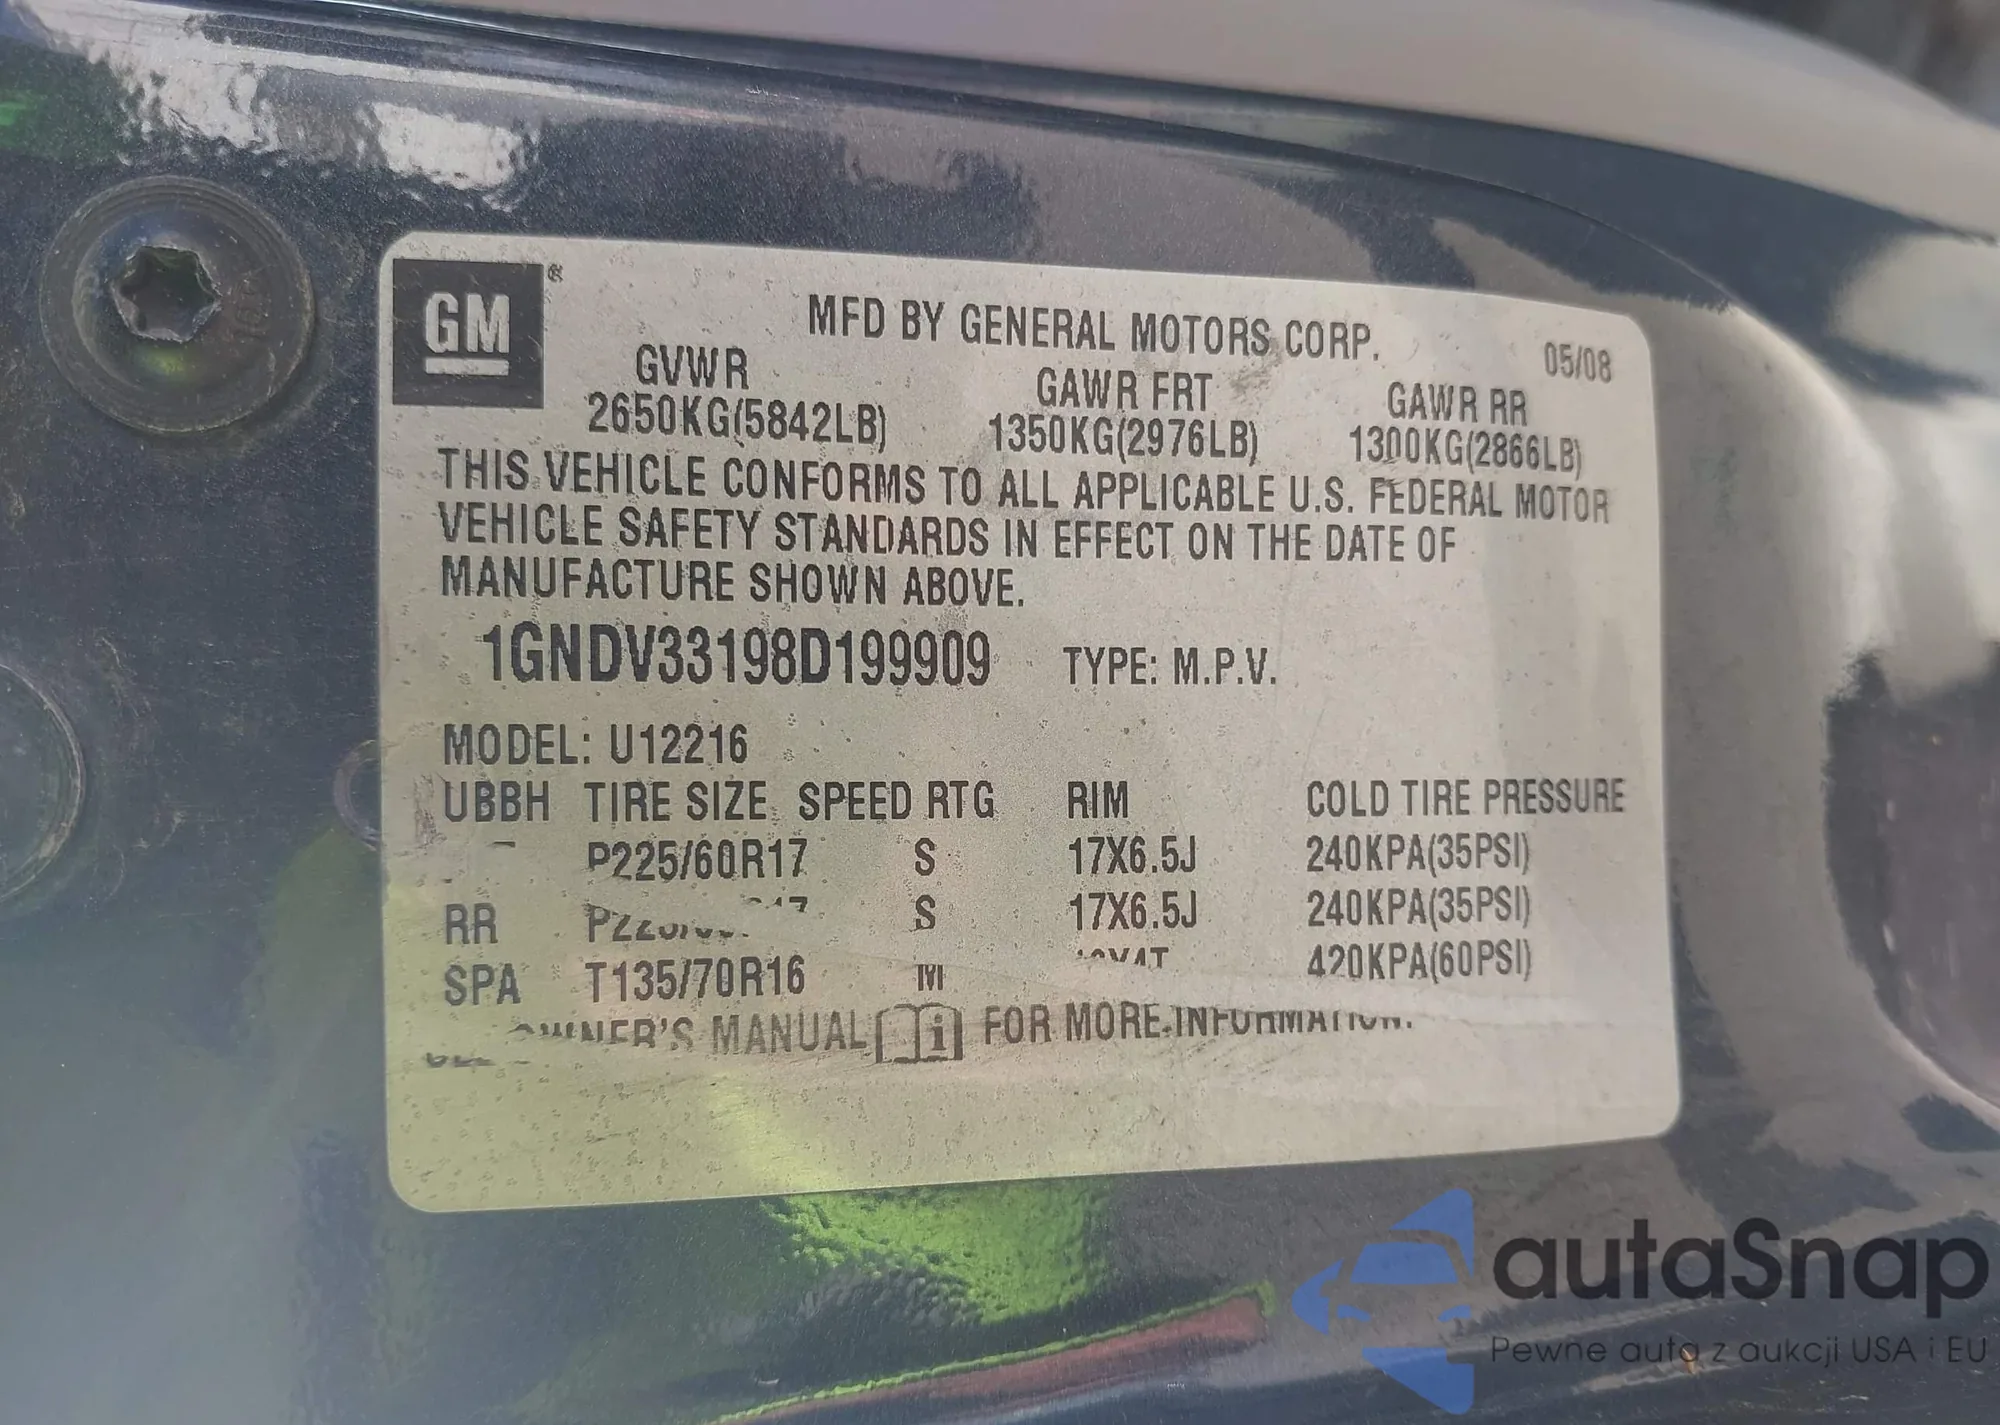 GM ®
MFD BY GENERAL MOTORS CORP.
05/08
GVWR GAWR FRT GAWR RR
2650KG(5842LB) 1350KG(2976LB) 1300KG(2866LB)
THIS VEHICLE CONFORMS TO ALL APPLICABLE U.S. FEDERAL MOTOR
VEHICLE SAFETY STANDARDS IN EFFECT ON THE DATE OF
MANUFACTURE SHOWN ABOVE.
1GNDV33198D199909 TYPE: M.P.V.
MODEL: U12216
UBBH TIRE SIZE SPEED RTG RIM COLD TIRE PRESSURE
P225/60R17 S 17X6.5J 240KPA(35PSI)
RR S 17X6.5J 240KPA(35PSI)
SPA T135/70R16 M 420KPA(60PSI)
OWNER'S MANUAL i FOR MORE INFORMATION.
autaSnap
Pewne auta z aukcji USA i EU